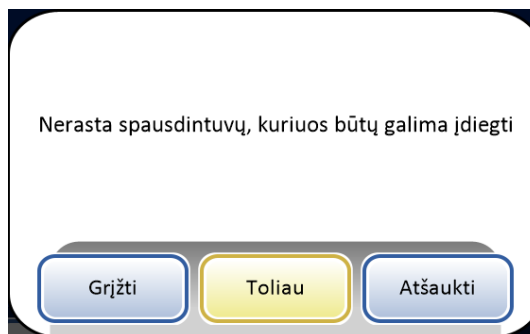 Nerasta spausdintuvų, kuriuos būtų galima įdiegti
Grįžti
Toliau
Atšaukti